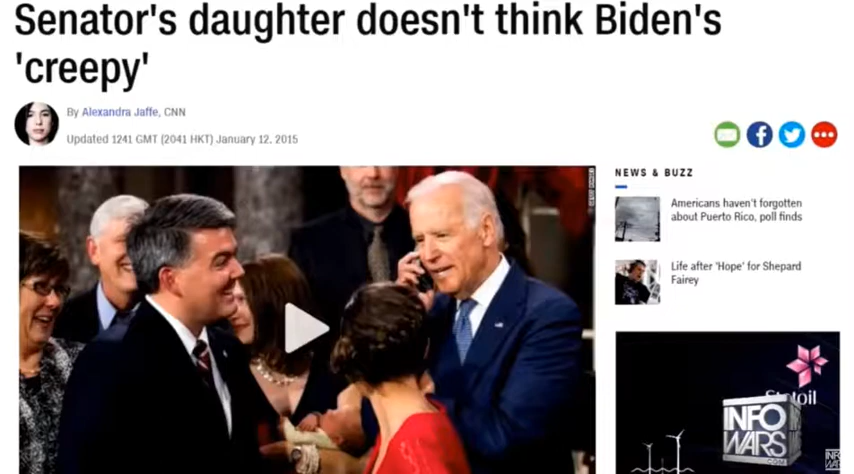 Senator's daughter doesn't think Biden's
'creepy'
By Alexandra Jaffe, CNN
Updated 1241 GMT (2041 HKT) January 12, 2015
NEWS & BUZZ
Americans haven't forgotten
about Puerto Rico, poll finds
Life after 'Hope' for Shepard
Fairey
INFO
WARS